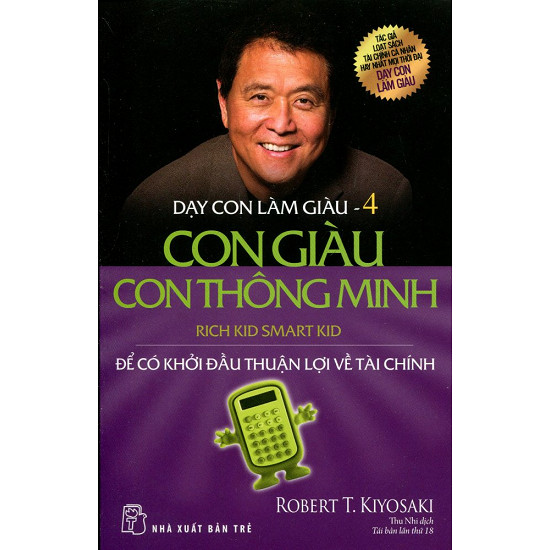 TÁC GIẢ
LOẠT SÁCH
TÀI CHÍNH CÁ NHÂN
HAY NHẤT MỌI THỜI ĐẠI
DẠY CON
LÀM GIÀU
DẠY CON LÀM GIÀU - 4
CON GIÀU
CON THÔNG MINH
RICH KID SMART KID
ĐỂ CÓ KHỞI ĐẦU THUẬN LỢI VỀ TÀI CHÍNH
ROBERT T. KIYOSAKI
Thu Nhi dịch
Tái bản lần thứ 18
NHÀ XUẤT BẢN TRẺ